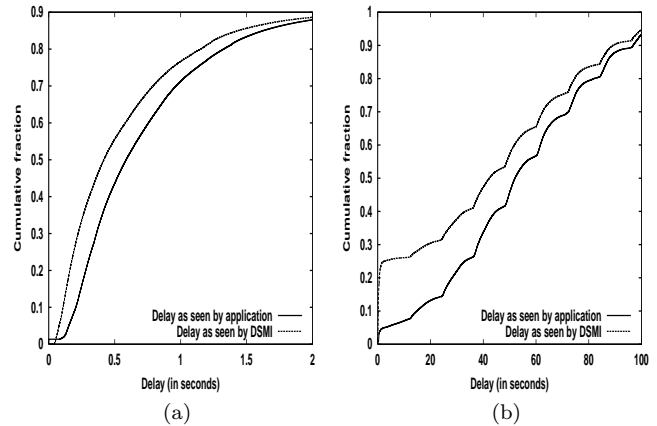 0.9
0.8
0.7
0.6
0.5
0.4
0.3
0.2
0.1
0
Cumulative fraction
Delay as seen by application
Delay as seen by DSMI
0 0.5 1 1.5 2
Delay (in seconds)
(a)
1
0.9
0.8
0.7
0.6
0.5
0.4
0.3
0.2
0.1
0
Cumulative fraction
Delay as seen by application
Delay as seen by DSMI
0 20 40 60 80 100
Delay (in seconds)
(b)